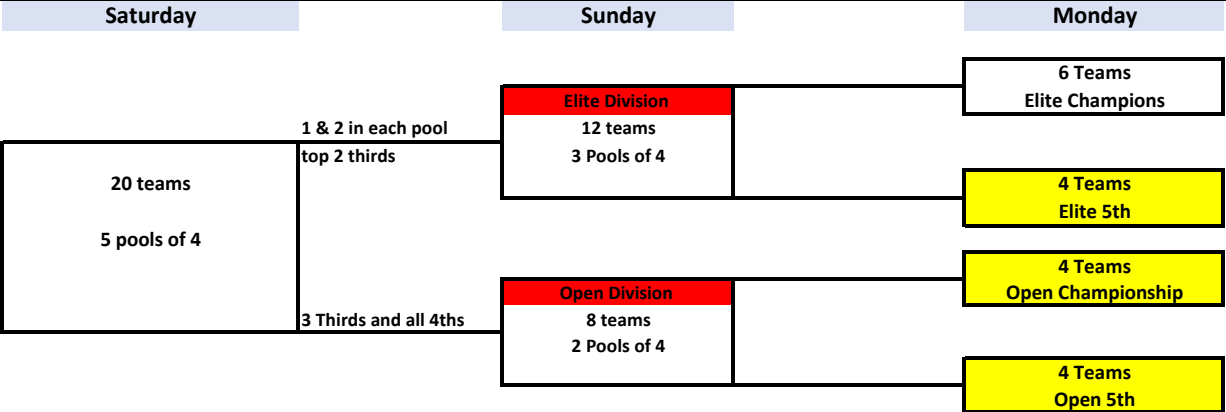 Saturday
Sunday
Monday
6 Teams
Elite Champions
Elite Division
1 & 2 in each pool
12 teams
top 2 thirds
3 Pools of 4
20 teams
4 Teams
Elite 5th
5 pools of 4
4 Teams
Open Championship
Open Division
3 Thirds and all 4ths
8 teams
2 Pools of 4
4 Teams
Open 5th